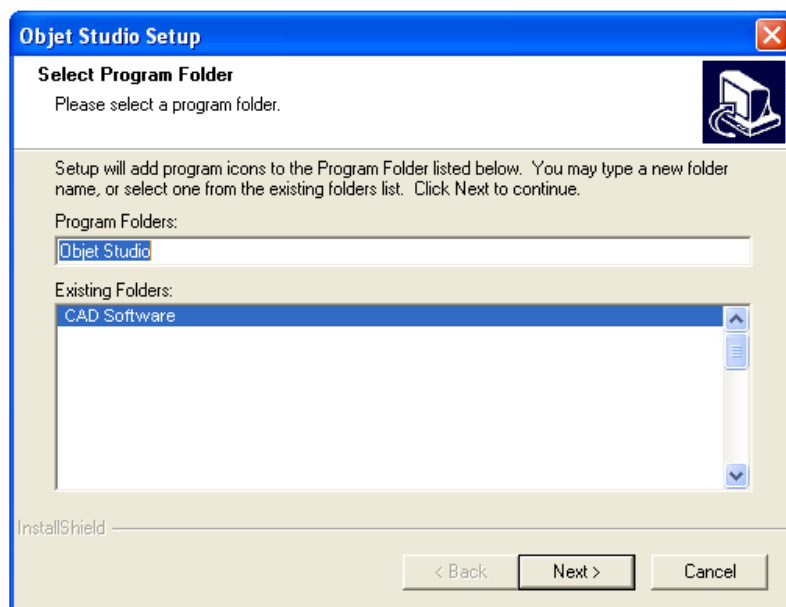 Objet Studio Setup
Select Program Folder
Please select a program folder.
Setup will add program icons to the Program Folder listed below.  You may type a new folder
name, or select one from the existing folders list.  Click Next to continue.
Program Folders:
Objet Studio
Existing Folders:
CAD Software
InstallShield
< Back
Next >
Cancel